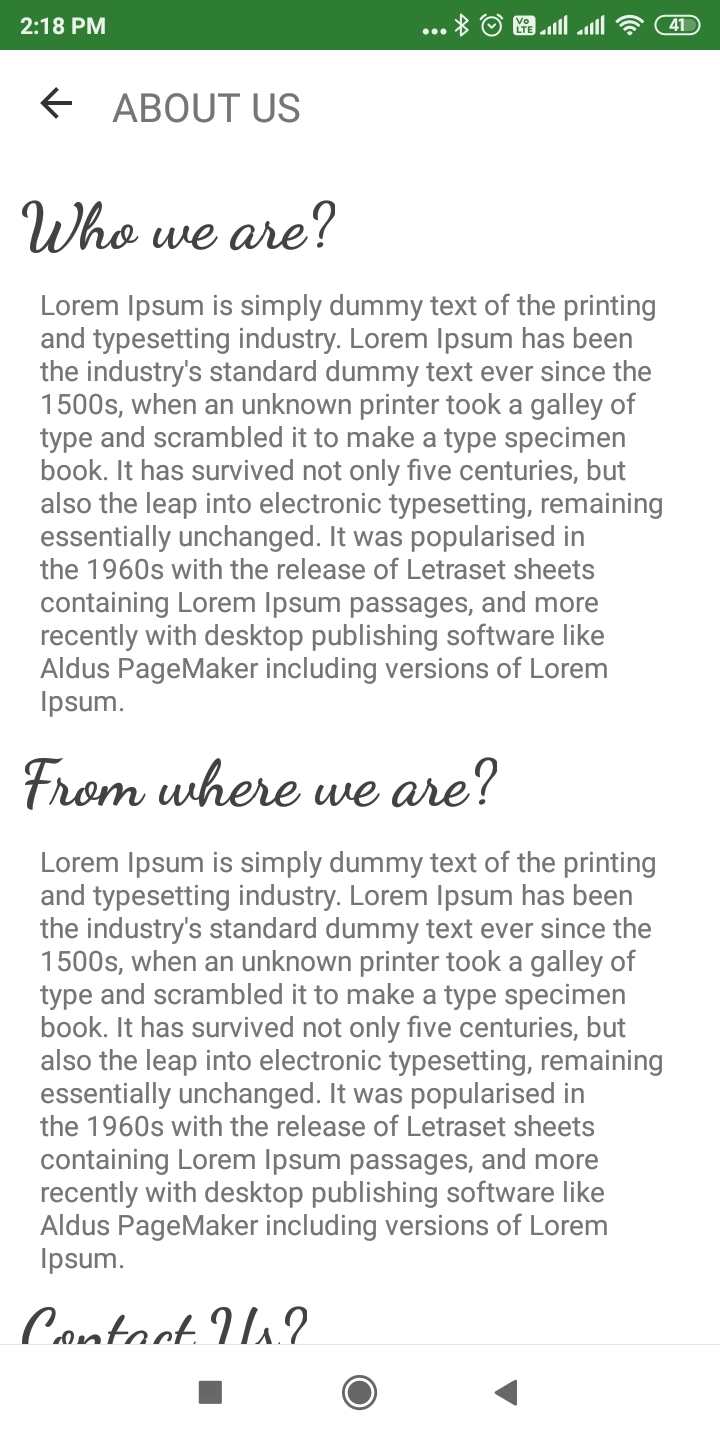 2:18 PM
Vo LTE
41
ABOUT US
Who we are?
Lorem Ipsum is simply dummy text of the printing
and typesetting industry. Lorem Ipsum has been
the industry's standard dummy text ever since the
1500s, when an unknown printer took a galley of
type and scrambled it to make a type specimen
book. It has survived not only five centuries, but
also the leap into electronic typesetting, remaining
essentially unchanged. It was popularised in
the 1960s with the release of Letraset sheets
containing Lorem Ipsum passages, and more
recently with desktop publishing software like
Aldus PageMaker including versions of Lorem
Ipsum.
From where we are?
Lorem Ipsum is simply dummy text of the printing
and typesetting industry. Lorem Ipsum has been
the industry's standard dummy text ever since the
1500s, when an unknown printer took a galley of
type and scrambled it to make a type specimen
book. It has survived not only five centuries, but
also the leap into electronic typesetting, remaining
essentially unchanged. It was popularised in
the 1960s with the release of Letraset sheets
containing Lorem Ipsum passages, and more
recently with desktop publishing software like
Aldus PageMaker including versions of Lorem
Ipsum.
Contact Us?